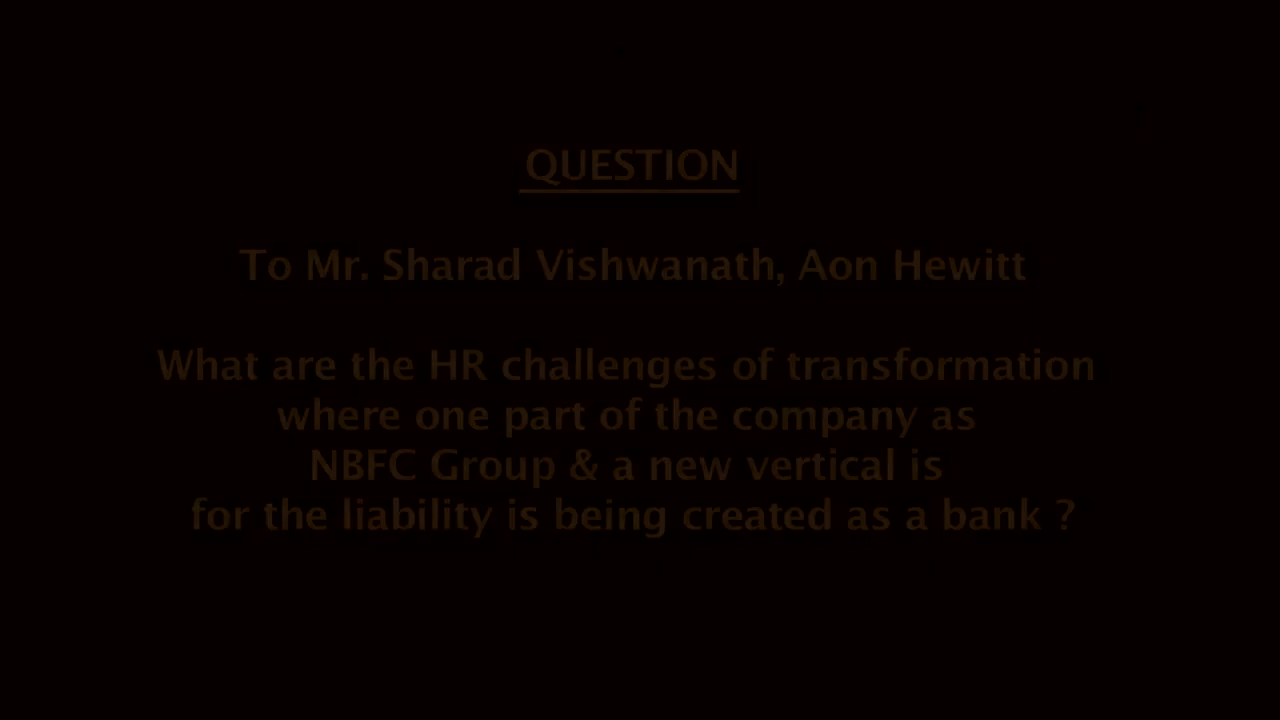 QUESTION
To Mr. Sharad Vishwanath, Aon Hewitt
What are the HR challenges of transformation
where one part of the company as
NBFC Group & a new vertical is
for the liability is being created as a bank ?